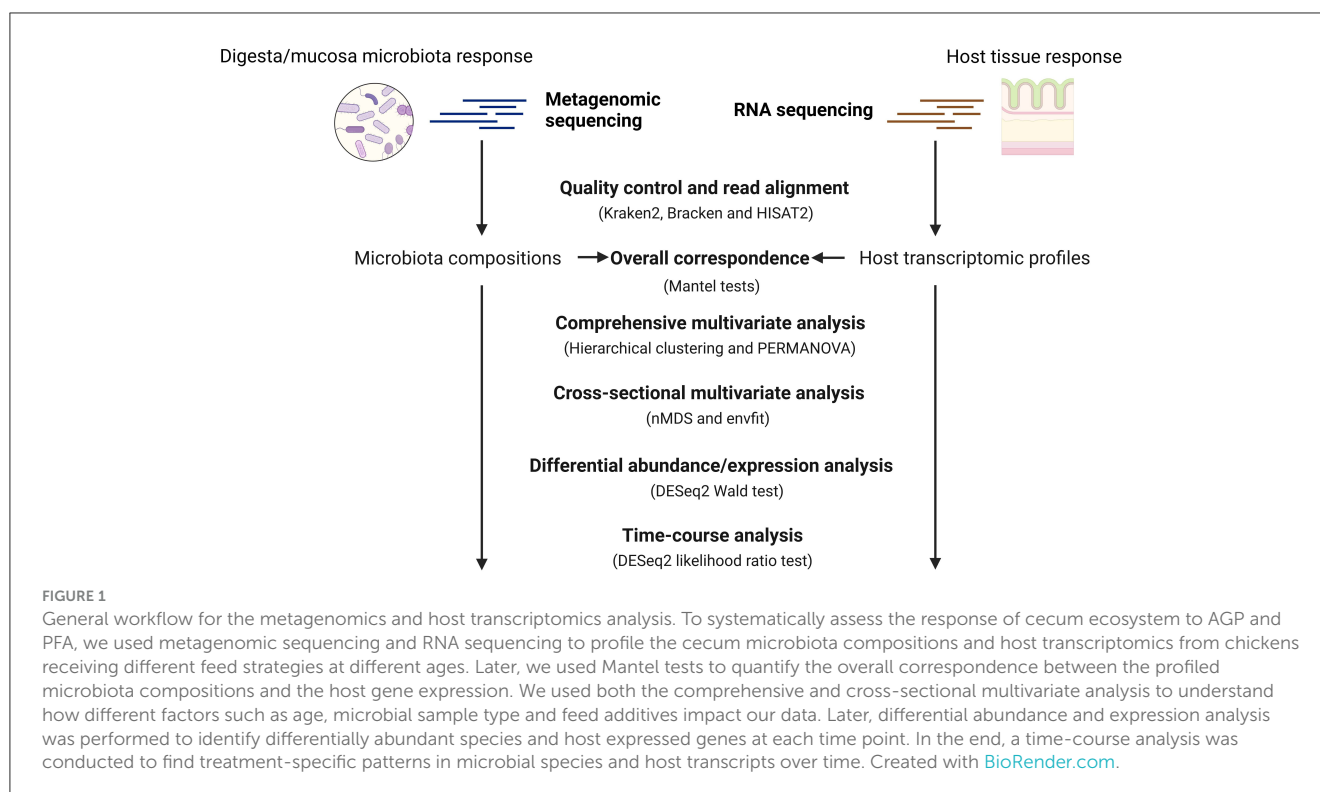 Digesta/mucosa microbiota response
Host tissue response
Metagenomic
sequencing
RNA sequencing
Quality control and read alignment
(Kraken2, Bracken and HISAT2)
Microbiota compositions
Overall correspondence
Host transcriptomic profiles
(Mantel tests)
Comprehensive multivariate analysis
(Hierarchical clustering and PERMANOVA)
Cross-sectional multivariate analysis
(nMDS and envfit)
Differential abundance/expression analysis
(DESeq2 Wald test)
Time-course analysis
(DESeq2 likelihood ratio test)
FIGURE 1
General workflow for the metagenomics and host transcriptomics analysis. To systematically assess the response of cecum ecosystem to AGP and
PFA, we used metagenomic sequencing and RNA sequencing to profile the cecum microbiota compositions and host transcriptomics from chickens
receiving different feed strategies at different ages. Later, we used Mantel tests to quantify the overall correspondence between the profiled
microbiota compositions and the host gene expression. We used both the comprehensive and cross-sectional multivariate analysis to understand
how different factors such as age, microbial sample type and feed additives impact our data. Later, differential abundance and expression analysis
was performed to identify differentially abundant species and host expressed genes at each time point. In the end, a time-course analysis was
conducted to find treatment-specific patterns in microbial species and host transcripts over time. Created with BioRender.com.